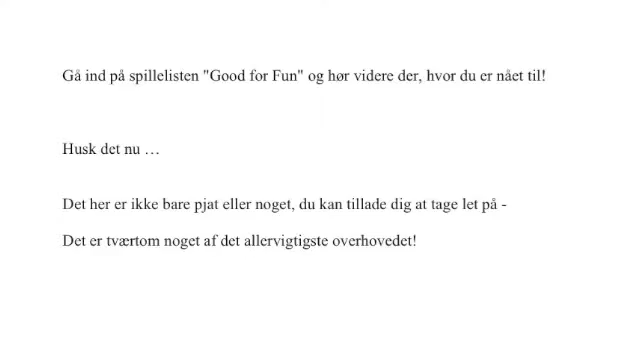 Gå ind på spillelisten "Good for Fun" og hør videre der, hvor du er nået til!
Husk det nu …
Det her er ikke bare pjat eller noget, du kan tillade dig at tage let på -
Det er tværtom noget af det allervigtigste overhovedet!